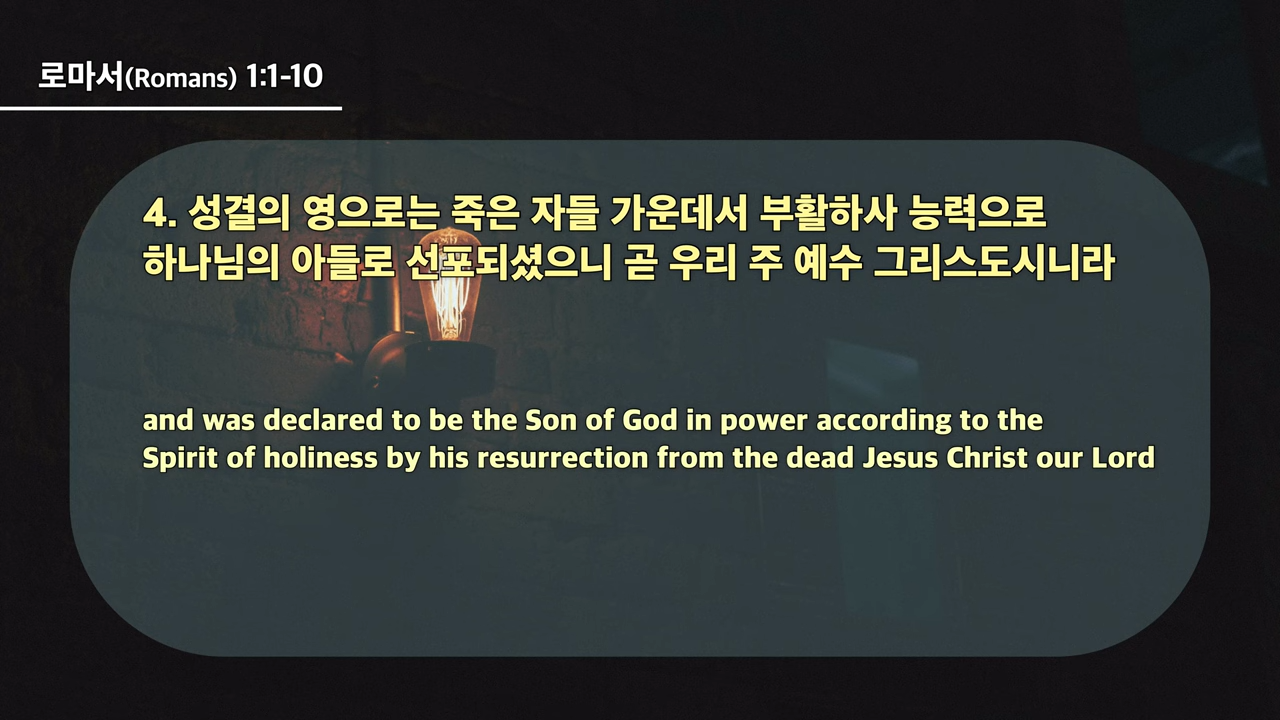 로마서(Romans) 1:1-10
4. 성결의 영으로는 죽은 자들 가운데서 부활하사 능력으로
하나님의 아들로 선포되셨으니 곧 우리 주 예수 그리스도시니라
and was declared to be the Son of God in power according to the
Spirit of holiness by his resurrection from the dead Jesus Christ our Lord